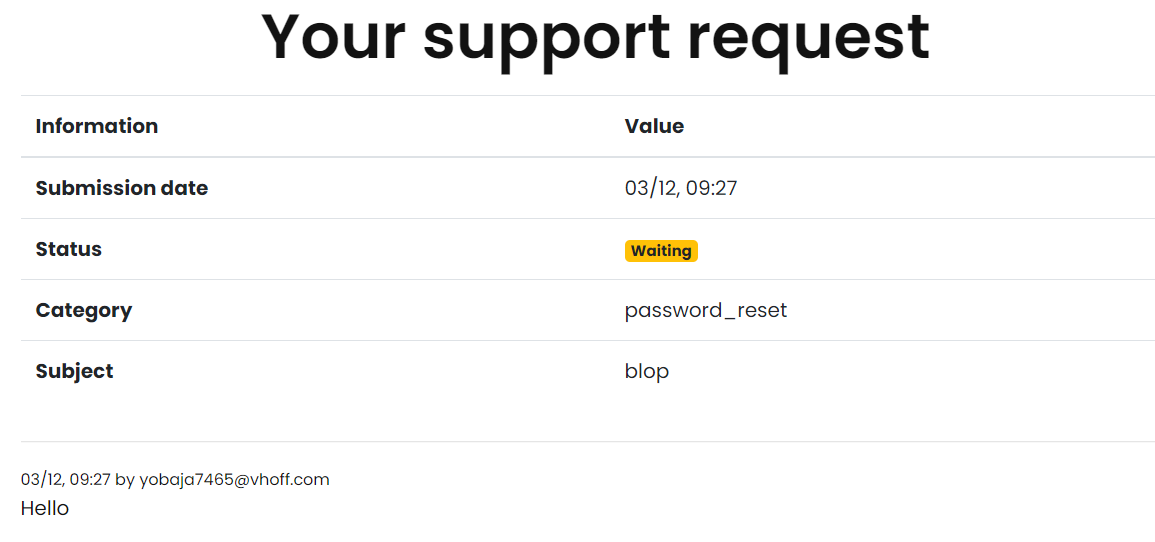 Your support request
Information Value
Submission date 03/12, 09:27
Status Waiting
Category password_reset
Subject blop
03/12, 09:27 by yobaja7465@vhoff.com
Hello